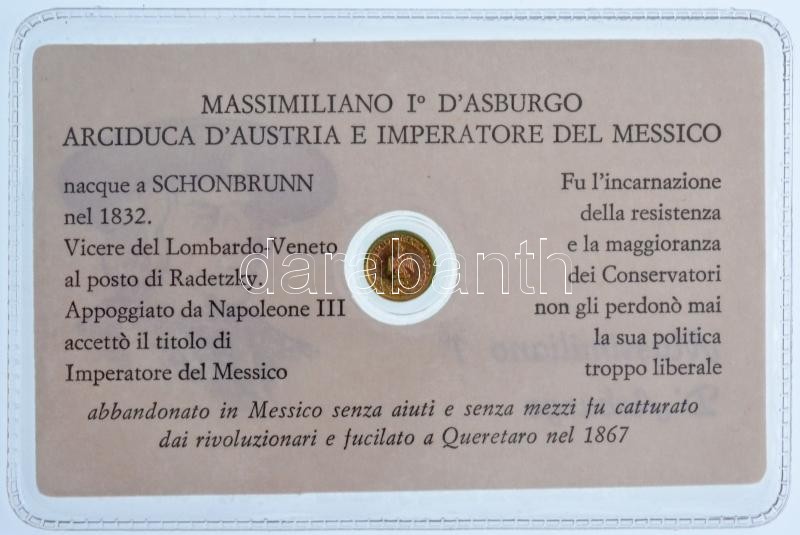 MASSIMILIANO Iº D'ASBURGO
ARCIDUCA D'AUSTRIA E IMPERATORE DEL MESSICO
nacque a SCHONBRUNN
nel 1832.
Vicere del Lombardo-Veneto
al posto di Radetzky.
Appoggiato da Napoleone III
accettò il titolo di
Imperatore del Messico
Fu l'incarnazione
della resistenza
e la maggioranza
dei Conservatori
non gli perdonò mai
la sua politica
troppo liberale
darabanth
abbandonato in Messico senza aiuti e senza mezzi fu catturato
dai rivoluzionari e fucilato a Queretaro nel 1867